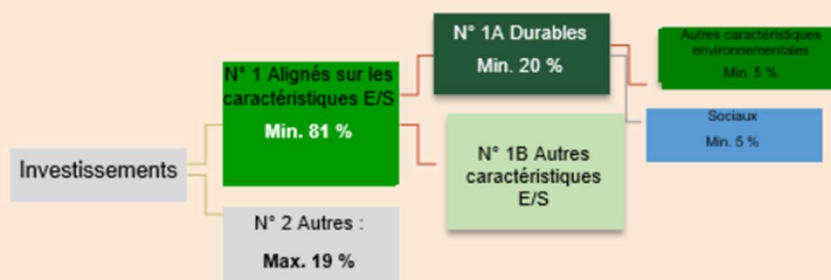 Investissements
N° 1 Alignés sur les
caractéristiques E/S
Min. 81 %
N° 2 Autres :
Max. 19 %
N° 1A Durables
Min. 20 %
N° 1B Autres
caractéristiques
E/S
Autres caractéristiques
environnementales
Min. 5 %
Sociaux
Min. 5 %